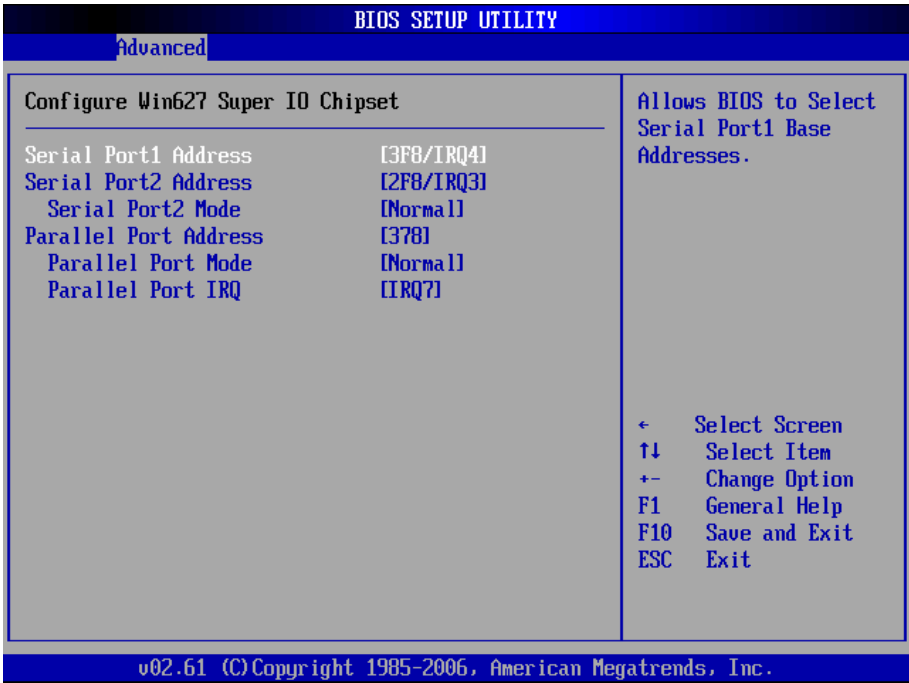 BIOS SETUP UTILITY
Advanced
Configure Win627 Super IO Chipset
Serial Port1 Address [3F8/IRQ4]
Serial Port2 Address [2F8/IRQ3]
Serial Port2 Mode [Normal]
Parallel Port Address [378]
Parallel Port Mode [Normal]
Parallel Port IRQ [IRQ7]
Allows BIOS to Select
Serial Port1 Base
Addresses.
← Select Screen
↑↓ Select Item
+- Change Option
F1 General Help
F10 Save and Exit
ESC Exit
v02.61 (C)Copyright 1985-2006, American Megatrends, Inc.